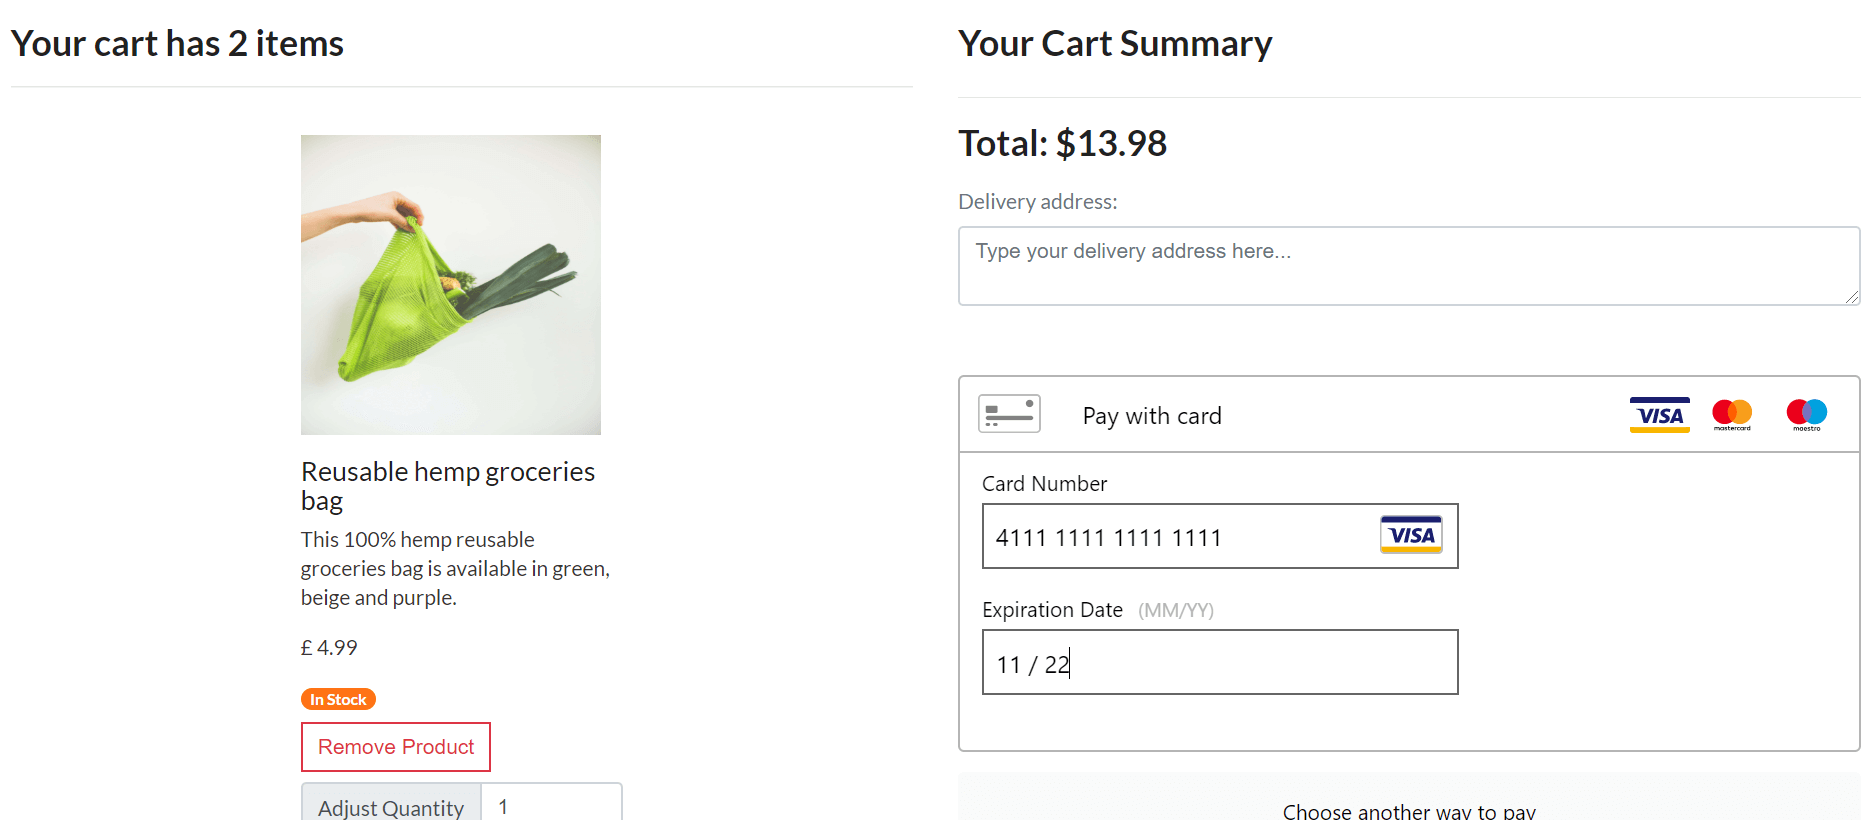 Your cart has 2 items
Reusable hemp groceries
bag
This 100% hemp reusable
groceries bag is available in green,
beige and purple.
£ 4.99
In Stock
Remove Product
Adjust Quantity 1
Your Cart Summary
Total: $13.98
Delivery address:
Type your delivery address here...
Pay with card VISA mastercard maestro
Card Number
4111 1111 1111 1111 VISA
Expiration Date (MM/YY)
11 / 22
Choose another way to pay